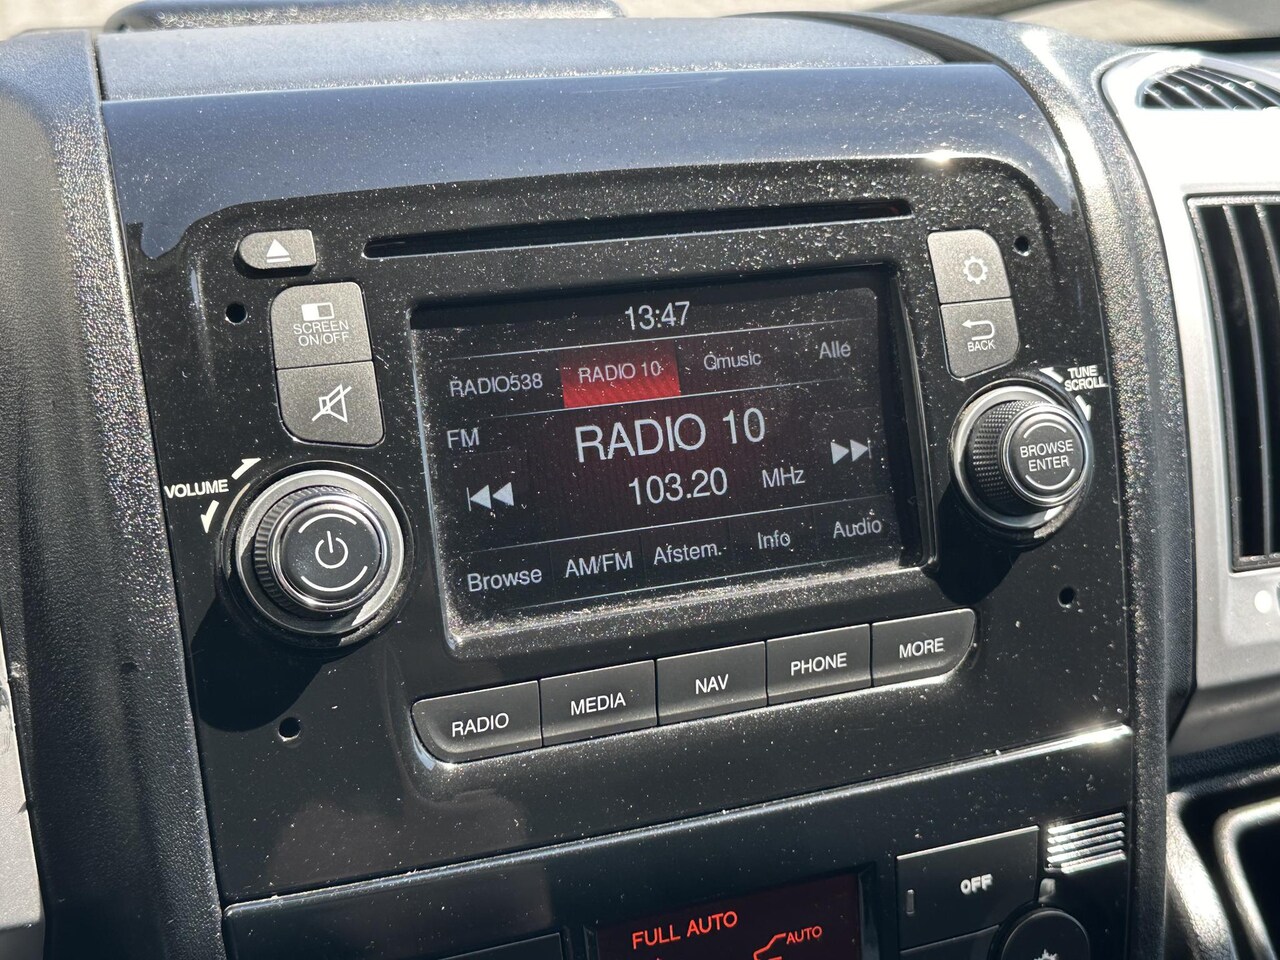 SCREEN
ON/OFF
VOLUME
13:47
RADIO538 RADIO 10 Qmusic Alle
FM
RADIO 10
103.20 MHz
Browse AM/FM Afstem. Info Audio
BACK
TUNE
SCROLL
BROWSE
ENTER
RADIO MEDIA NAV PHONE MORE
OFF
FULL AUTO
AUTO